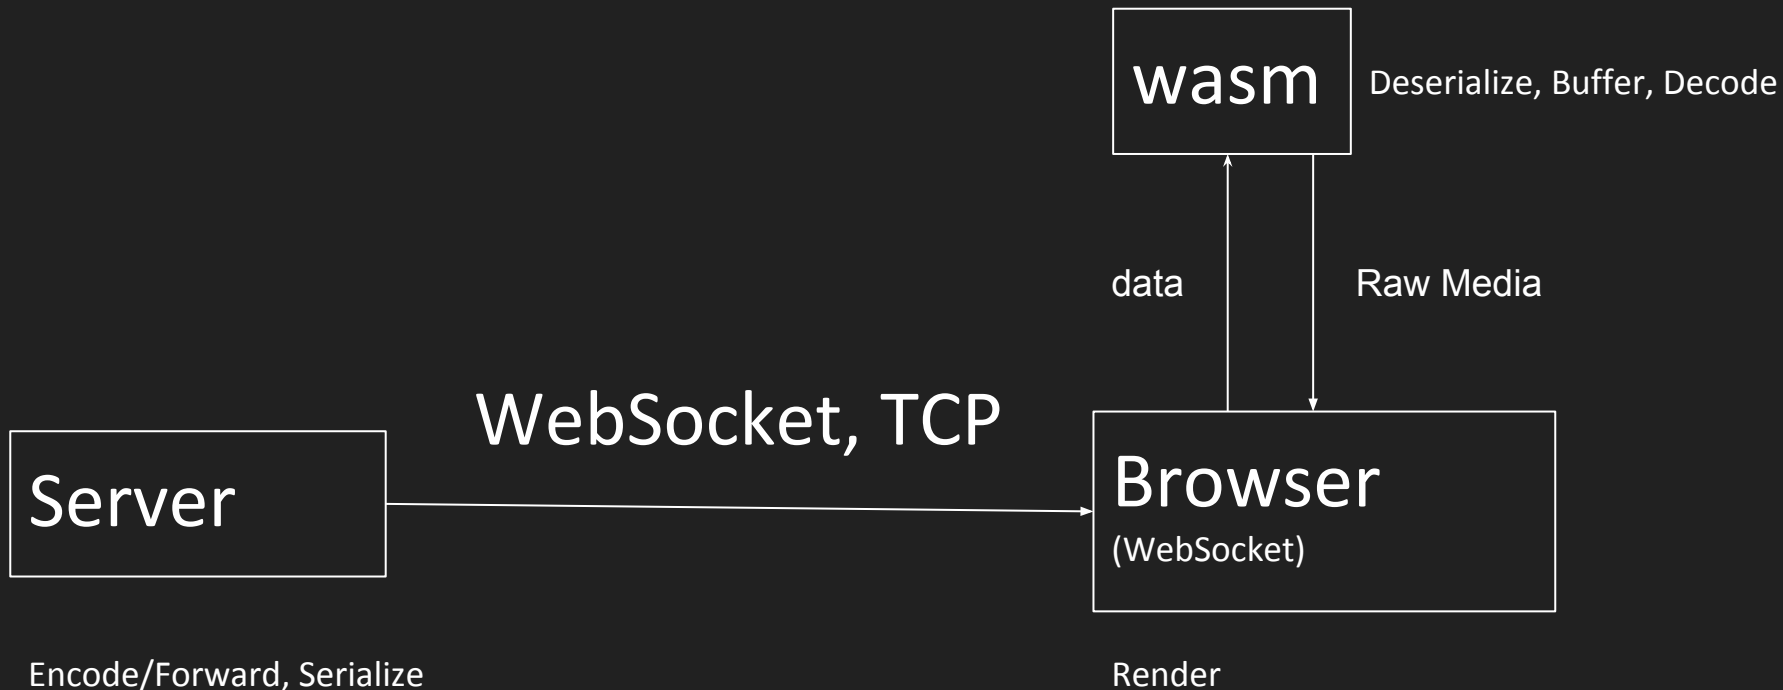 wasm
Deserialize, Buffer, Decode
data
Raw Media
WebSocket, TCP
Server
Browser
(WebSocket)
Encode/Forward, Serialize
Render